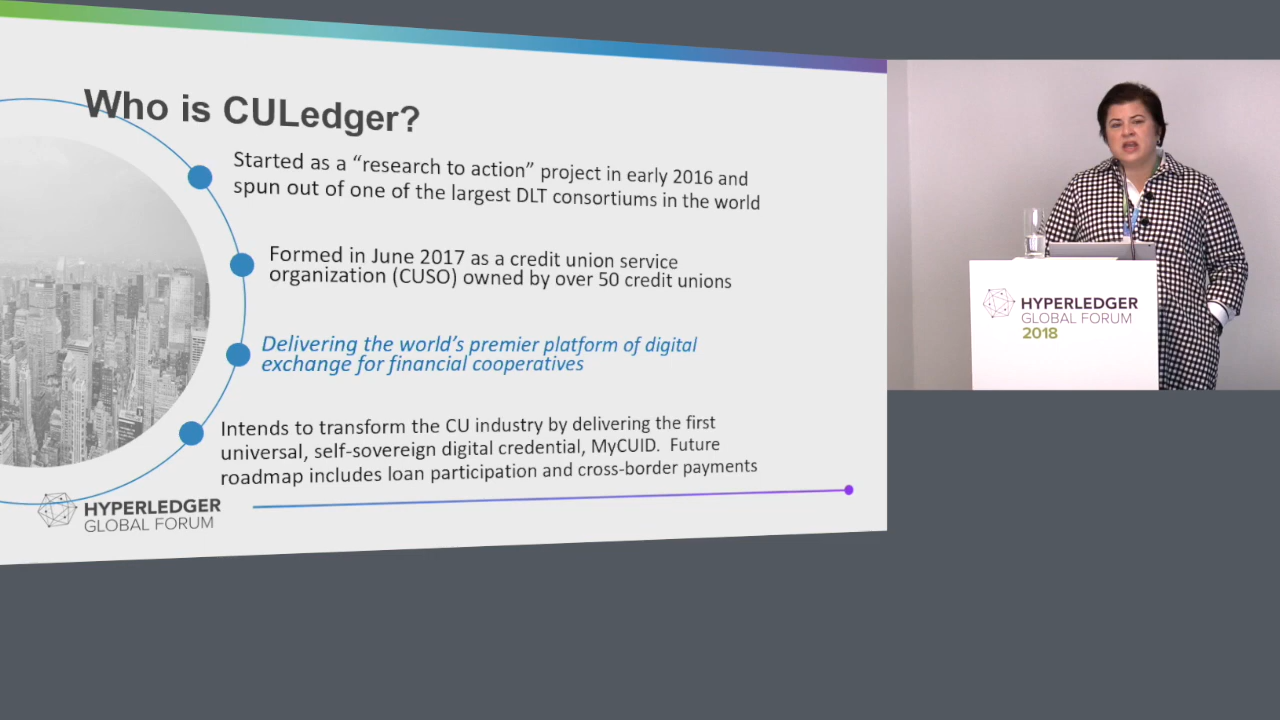 Who is CULedger?
Started as a “research to action” project in early 2016 and
spun out of one of the largest DLT consortiums in the world
Formed in June 2017 as a credit union service
organization (CUSO) owned by over 50 credit unions
Delivering the world’s premier platform of digital
exchange for financial cooperatives
Intends to transform the CU industry by delivering the first
universal, self-sovereign digital credential, MyCUID. Future
roadmap includes loan participation and cross-border payments
HYPERLEDGER
GLOBAL FORUM
HYPERLEDGER
GLOBAL FORUM
2018